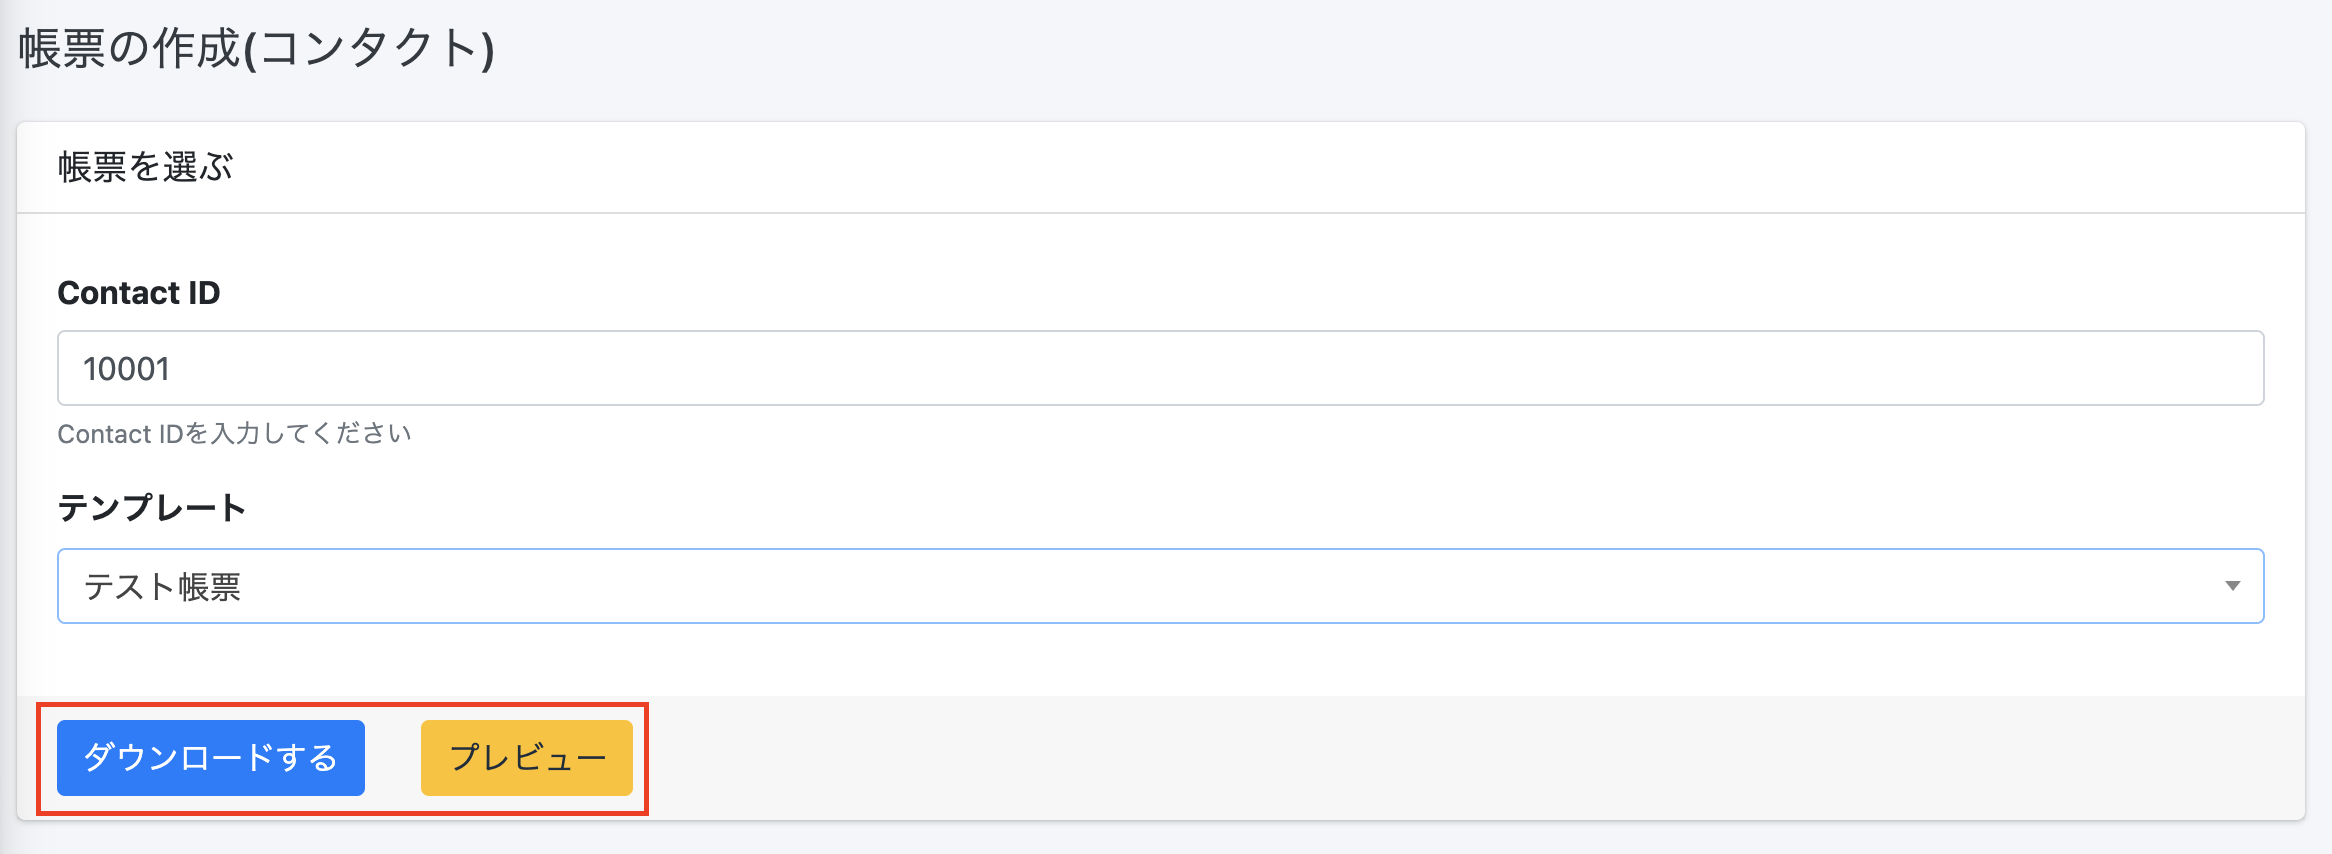 帳票の作成(コンタクト)
帳票を選ぶ
Contact ID
10001
Contact IDを入力してください
テンプレート
テスト帳票
ダウンロードする プレビュー